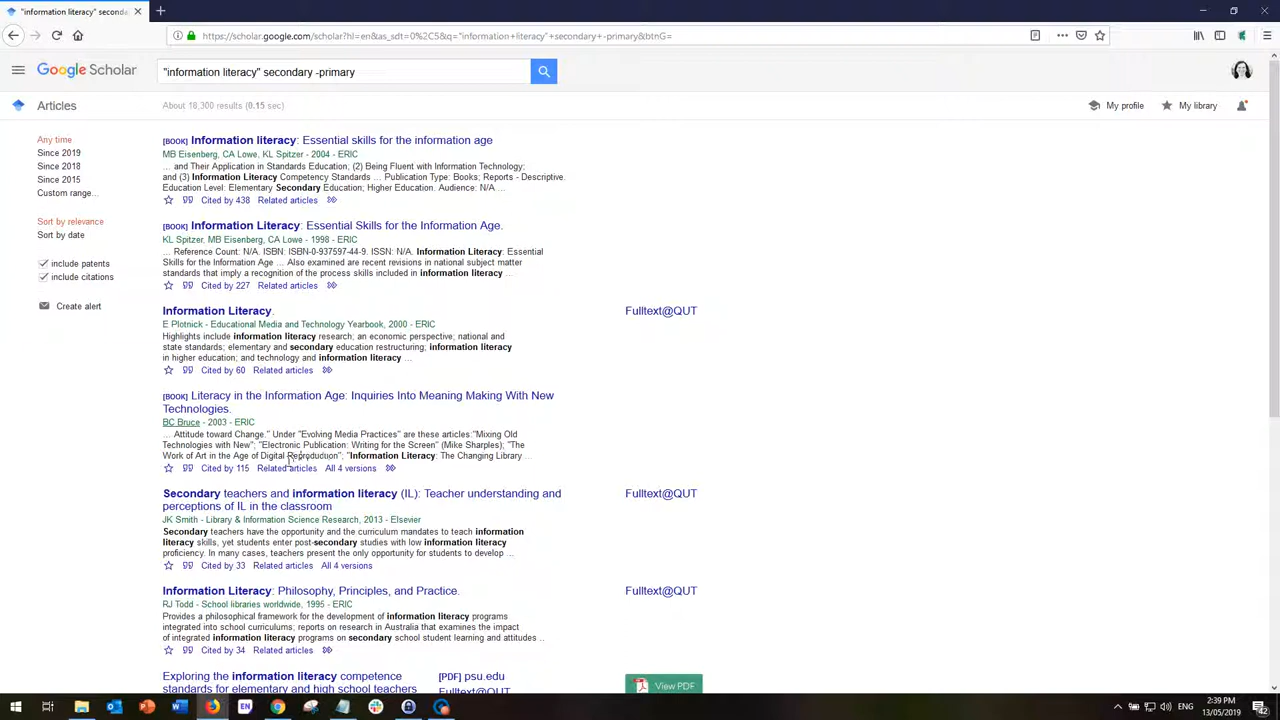 "information literacy" seconda
https://scholar.google.com/scholar?hl=en&as_sdt=0%2C5&q="information+literacy"+secondary+-primary&btnG=
Google Scholar
"information literacy" secondary -primary
Articles
About 18,300 results (0.15 sec)
My profile
My library
Any time
Since 2019
Since 2018
Since 2015
Custom range...
Sort by relevance
Sort by date
include patents
include citations
Create alert
[BOOK] Information literacy: Essential skills for the information age
MB Eisenberg, CA Lowe, KL Spitzer - 2004 - ERIC
... and Their Application in Standards Education; (2) Being Fluent with Information Technology;
and (3) Information Literacy Competency Standards ... Publication Type: Books; Reports - Descriptive.
Education Level: Elementary Secondary Education; Higher Education. Audience: N/A ...
Cited by 438 Related articles
[BOOK] Information Literacy: Essential Skills for the Information Age.
KL Spitzer, MB Eisenberg, CA Lowe - 1998 - ERIC
... Reference Count: N/A. ISBN: ISBN-0-937597-44-9. ISSN: N/A. Information Literacy. Essential
Skills for the Information Age ... Also examined are recent revisions in national subject matter
standards that imply a recognition of the process skills included in information literacy ...
Cited by 227 Related articles
Information Literacy.
Fulltext@QUT
E Plotnick - Educational Media and Technology Yearbook, 2000 - ERIC
Highlights include information literacy research; an economic perspective; national and
state standards; elementary and secondary education restructuring; information literacy
in higher education; and technology and information literacy ...
Cited by 60 Related articles
[BOOK] Literacy in the Information Age: Inquiries Into Meaning Making With New
Technologies.
BC Bruce - 2003 - ERIC
... Attitude toward Change." Under "Evolving Media Practices" are these articles:"Mixing Old
Technologies with New"; "Electronic Publication: Writing for the Screen" (Mike Sharples); "The
Work of Art in the Age of Digital Reproduction"; "Information Literacy: The Changing Library ...
Cited by 115 Related articles All 4 versions
Secondary teachers and information literacy (IL): Teacher understanding and
perceptions of IL in the classroom
Fulltext@QUT
JK Smith - Library & Information Science Research, 2013 - Elsevier
Secondary teachers have the opportunity and the curriculum mandates to teach information
literacy skills, yet students enter post-secondary studies with low information literacy
proficiency. In many cases, teachers present the only opportunity for students to develop ...
Cited by 33 Related articles All 4 versions
Information Literacy: Philosophy, Principles, and Practice.
Fulltext@QUT
RJ Todd - School libraries worldwide, 1995 - ERIC
Provides a philosophical framework for the development of information literacy programs
integrated into school curriculums; reports on research in Australia that examines the impact
of integrated information literacy programs on secondary school student learning and attitudes ..
Cited by 34 Related articles
Exploring the information literacy competence
standards for elementary and high school teachers
[PDF] psu.edu
Fulltext@QUT
View PDF
EN
ENG
2:39 PM
13/05/2019
42